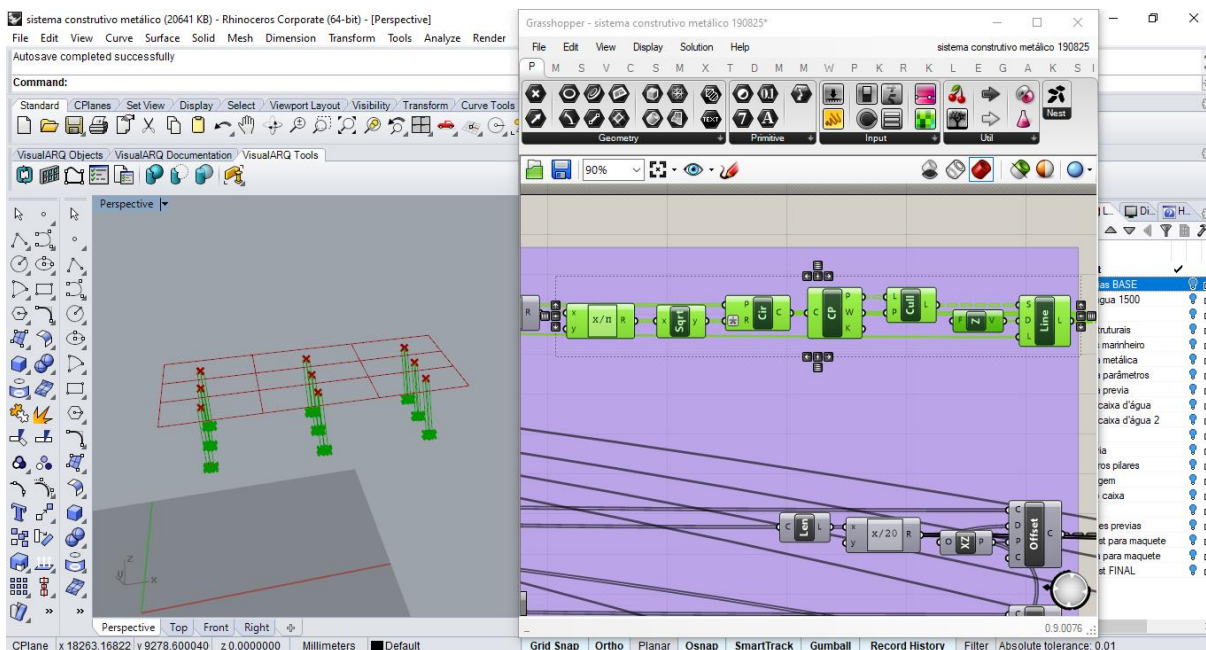 sistema construtivo metálico (20641 KB) - Rhinoceros Corporate (64-bit) - [Perspective]
File Edit View Curve Surface Solid Mesh Dimension Transform Tools Analyze Render
Autosave completed successfully
Command:
Standard CPlanes Set View Display Select Viewport Layout Visibility Transform Curve Tools
VisualARQ Objects VisualARQ Documentation VisualARQ Tools
Perspective
z
y x
Perspective Top Front Right
CPlane x 18263.16822 y 9278.600040 z 0.0000000 Millimeters Default Grid Snap Ortho Planar Osnap SmartTrack Gumball Record History Filter Absolute tolerance: 0.01
Grasshopper - sistema construtivo metálico 190825*
File Edit View Display Solution Help sistema construtivo metálico 190825
P M S V C S M X T D M M W P K R K L E G A K S I
TEXT
0.1
7 A
Nest
Geometry Primitive Input Util
90%
R x y x/π R x Sqrt y P R Cir C C CP P W K L P Cull L F Z V S D L Line L
C Len L x y x/20 R O XZ P C D P C Offset C
C
0.9.0076
L... Di... H...
t
as BASE
gua 1500
truturais
marinheiro
metálica
parâmetros
previa
caixa d'água
caixa d'água 2
ia
ros pilares
gem
caixa
es previas
st para maquete
para maquete
st FINAL